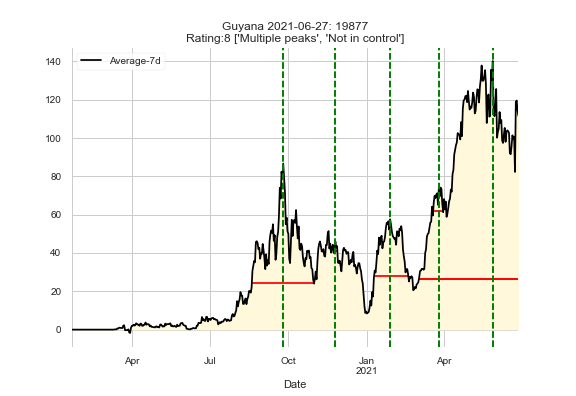 Guyana 2021-06-27: 19877
Rating:8 ['Multiple peaks', 'Not in control']
Average-7d
140
120
100
80
60
40
20
0
Apr
Jul
Oct
Jan
2021
Apr
Date